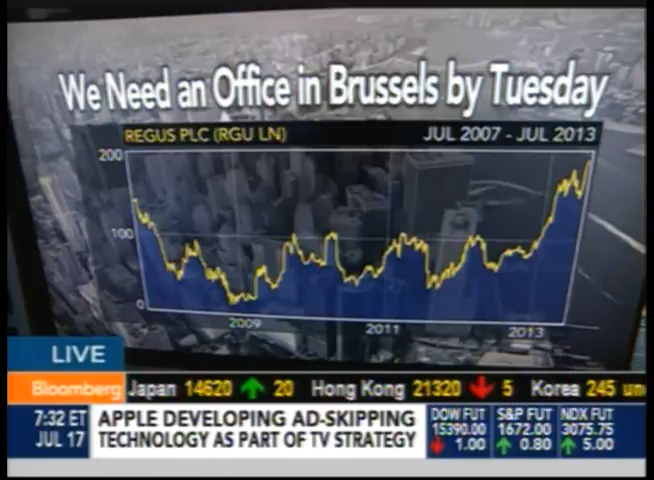 We Need an Office in Brussels by Tuesday
REGUS PLC (RGU LN) JUL 2007 - JUL 2013
200
100
0
2009 2011 2013
LIVE
Bloomberg Japan 14620 20 Hong Kong 21320 5 Korea 245 un
7:32 ET
JUL 17
APPLE DEVELOPING AD-SKIPPING
TECHNOLOGY AS PART OF TV STRATEGY
DOW FUT
15390.00
1.00
S&P FUT
1672.00
0.80
NDX FUT
3075.75
5.00